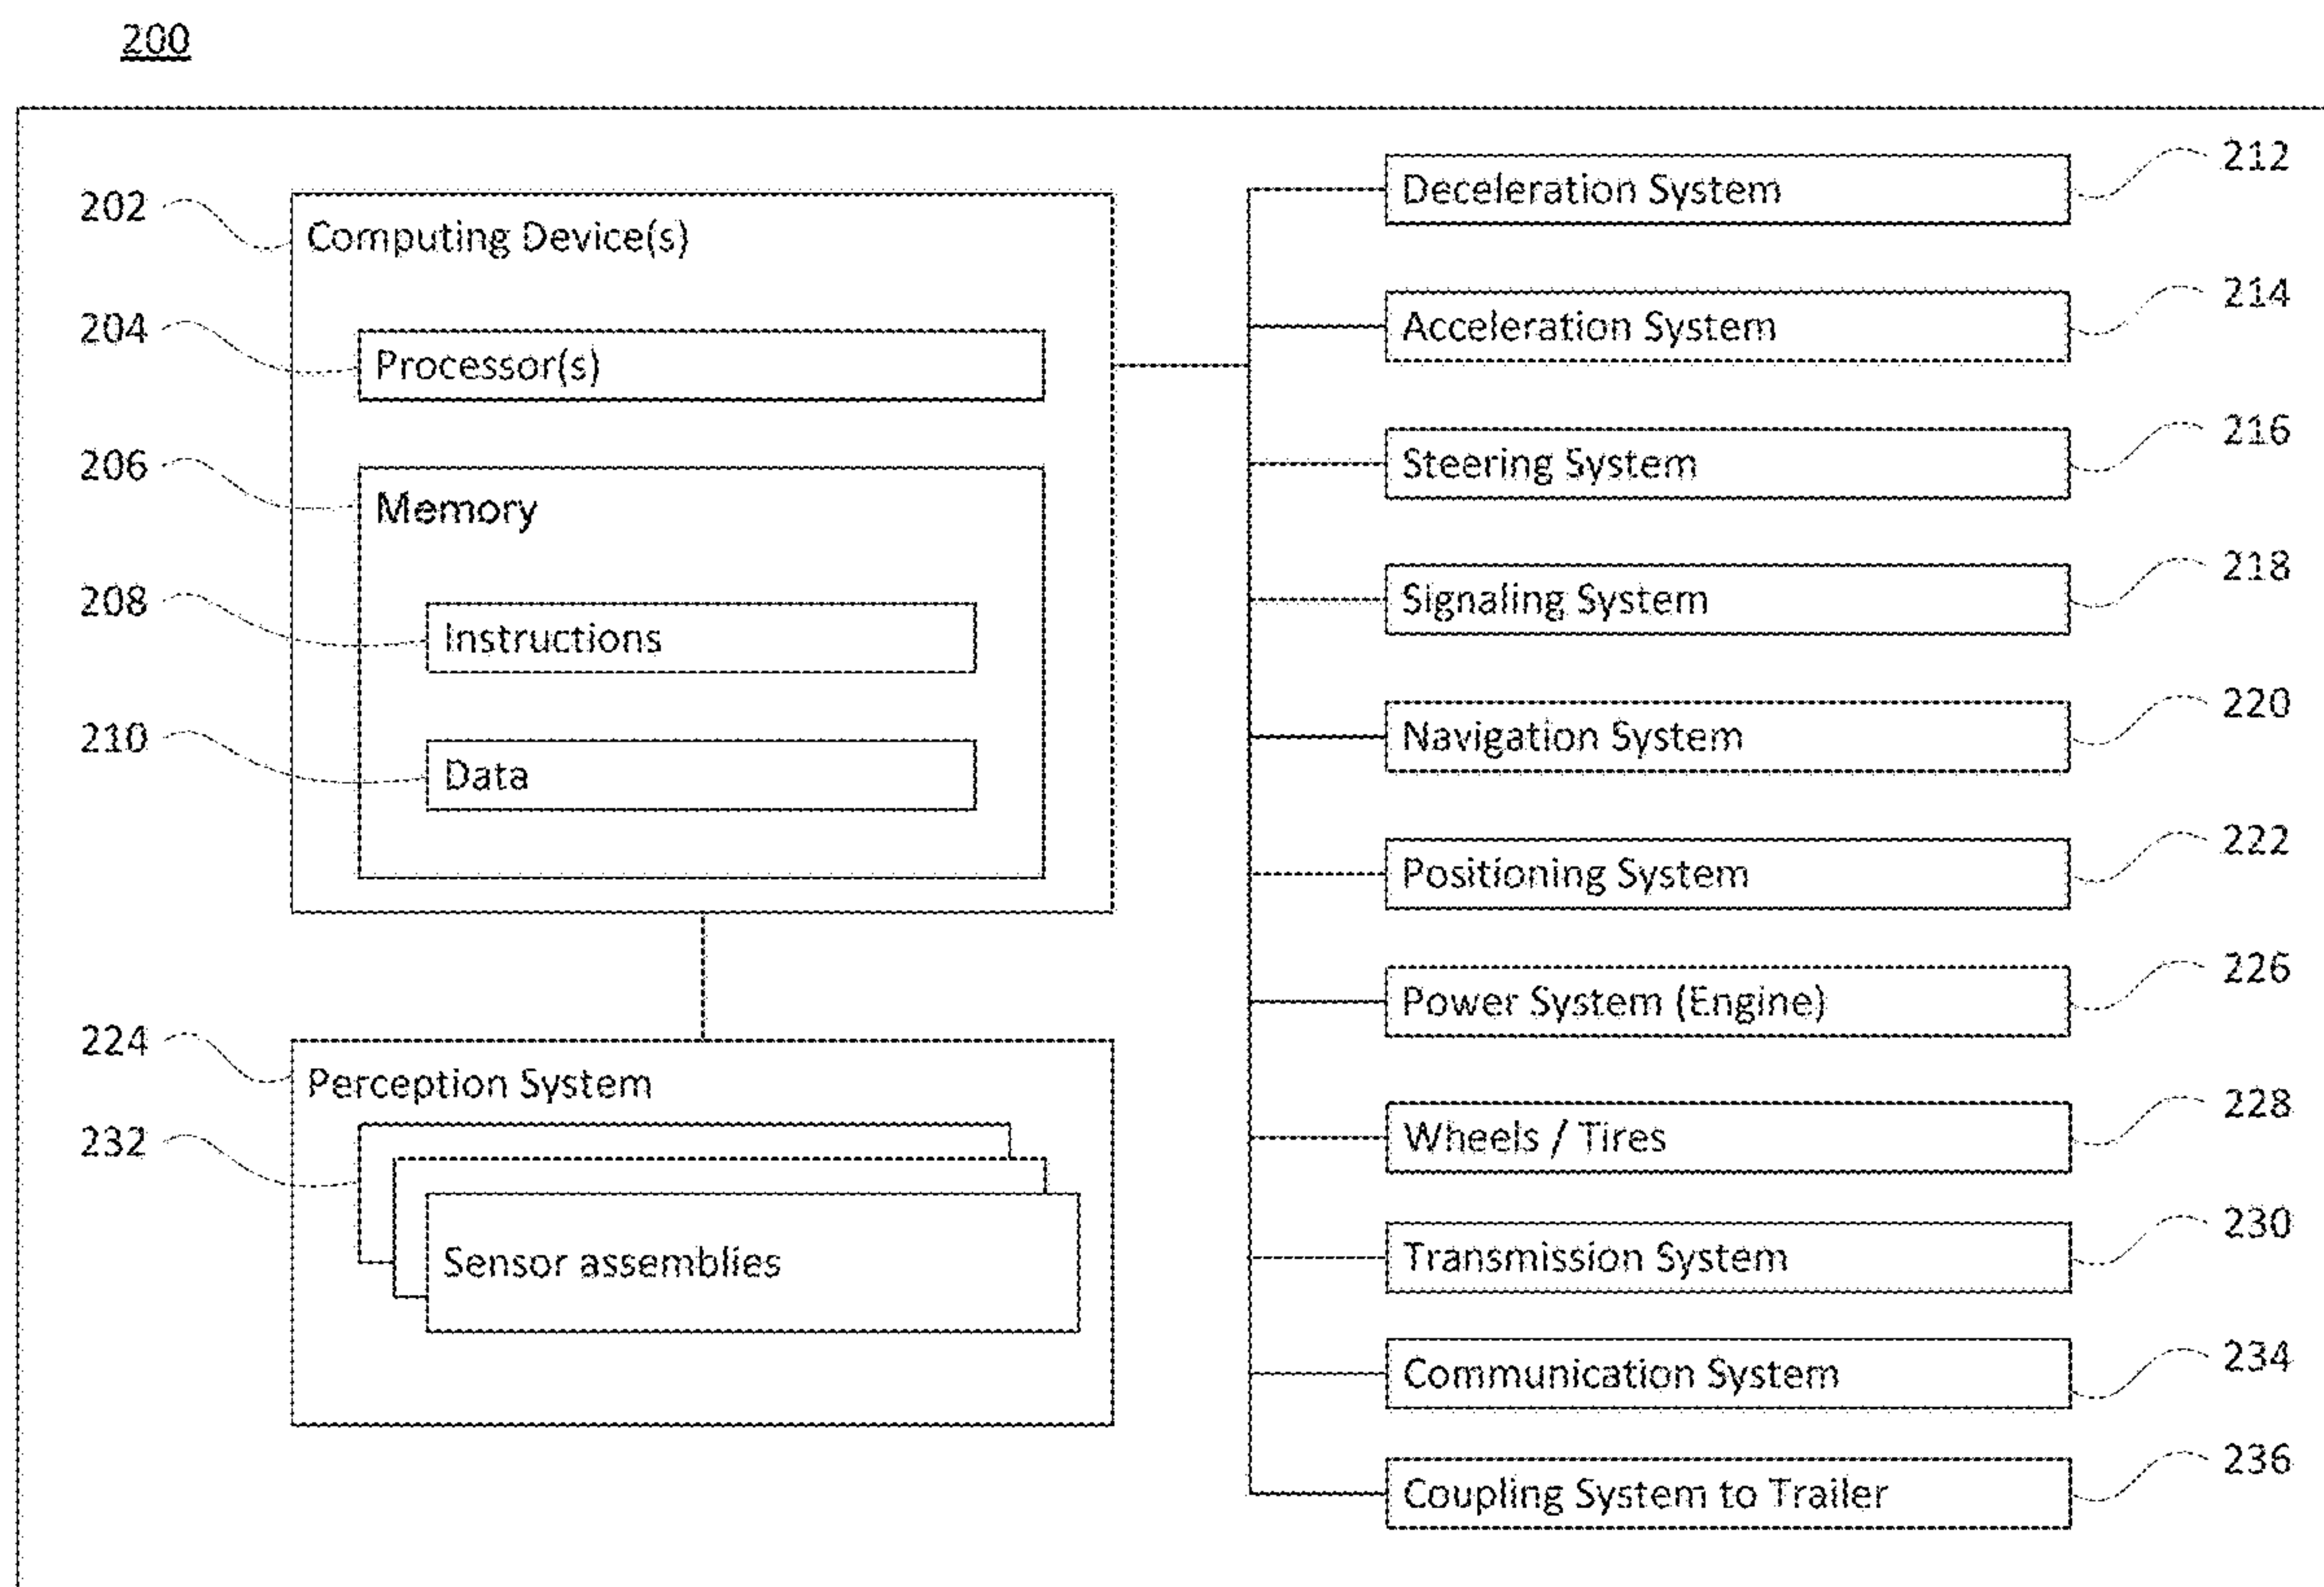 200
202
Computing Device(s)
204
Processor(s)
206
Memory
208
Instructions
210
Data
224
Perception System
232
Sensor assemblies
Deceleration System
212
Acceleration System
214
Steering System
216
Signaling System
218
Navigation System
220
Positioning System
222
Power System (Engine)
226
Wheels / Tires
228
Transmission System
230
Communication System
234
Coupling System to Trailer
236